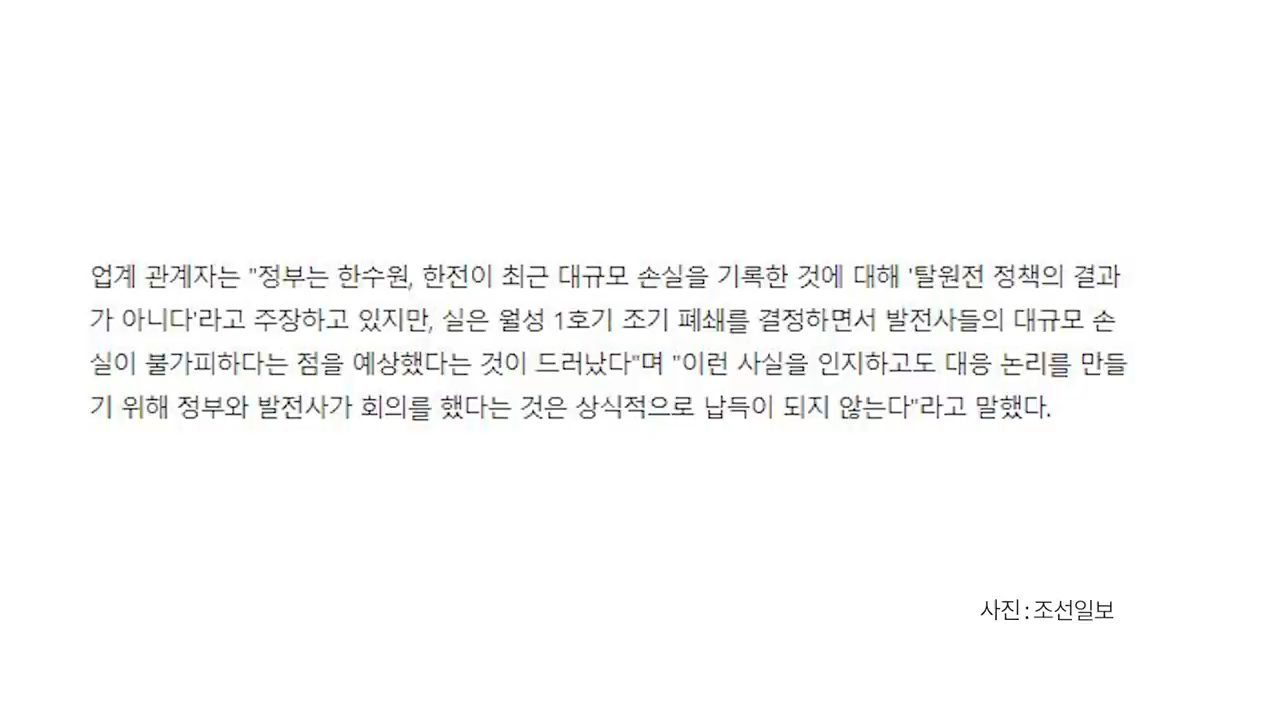 업계 관계자는 "정부는 한수원, 한전이 최근 대규모 손실을 기록한 것에 대해 '탈원전 정책의 결과
가 아니다'라고 주장하고 있지만, 실은 월성 1호기 조기 폐쇄를 결정하면서 발전사들의 대규모 손
실이 불가피하다는 점을 예상했다는 것이 드러났다"며 "이런 사실을 인지하고도 대응 논리를 만들
기 위해 정부와 발전사가 회의를 했다는 것은 상식적으로 납득이 되지 않는다"라고 말했다.
사진 : 조선일보